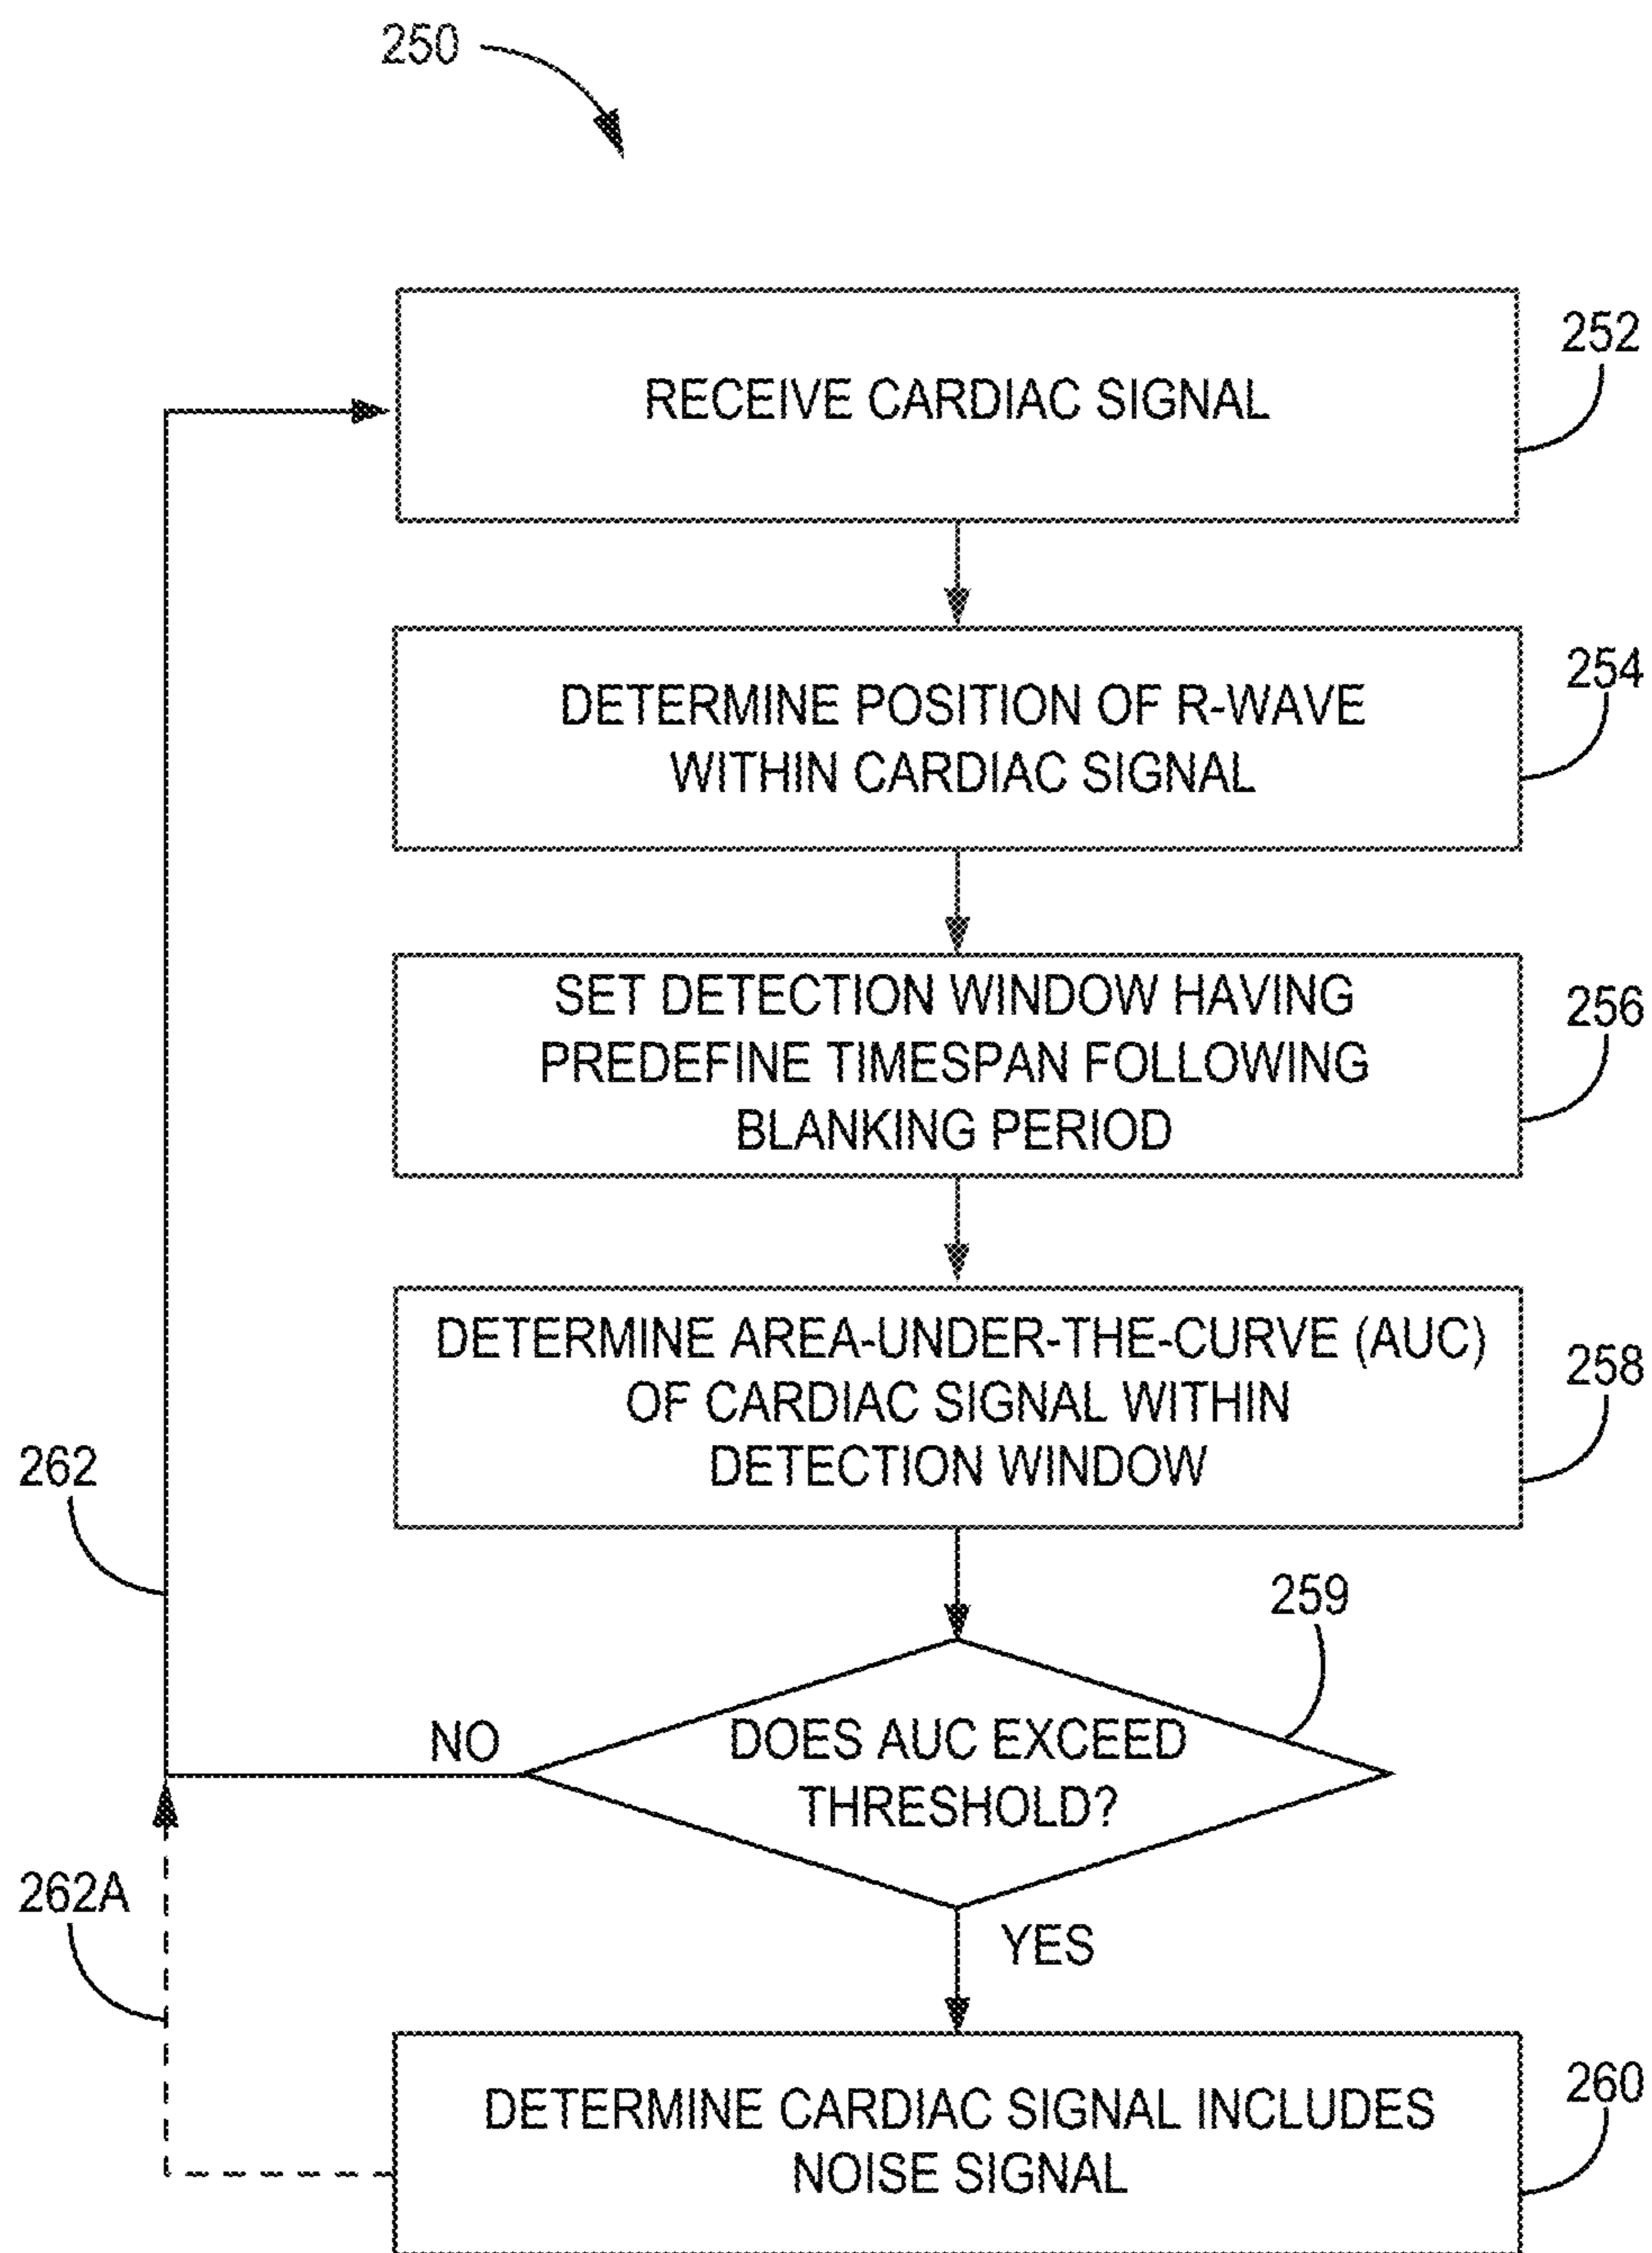 250
RECEIVE CARDIAC SIGNAL
252
DETERMINE POSITION OF R-WAVE
WITHIN CARDIAC SIGNAL
254
SET DETECTION WINDOW HAVING
PREDEFINE TIMESPAN FOLLOWING
BLANKING PERIOD
256
DETERMINE AREA-UNDER-THE-CURVE (AUC)
OF CARDIAC SIGNAL WITHIN
DETECTION WINDOW
258
262
259
NO
DOES AUC EXCEED
THRESHOLD?
262A
YES
DETERMINE CARDIAC SIGNAL INCLUDES
NOISE SIGNAL
260